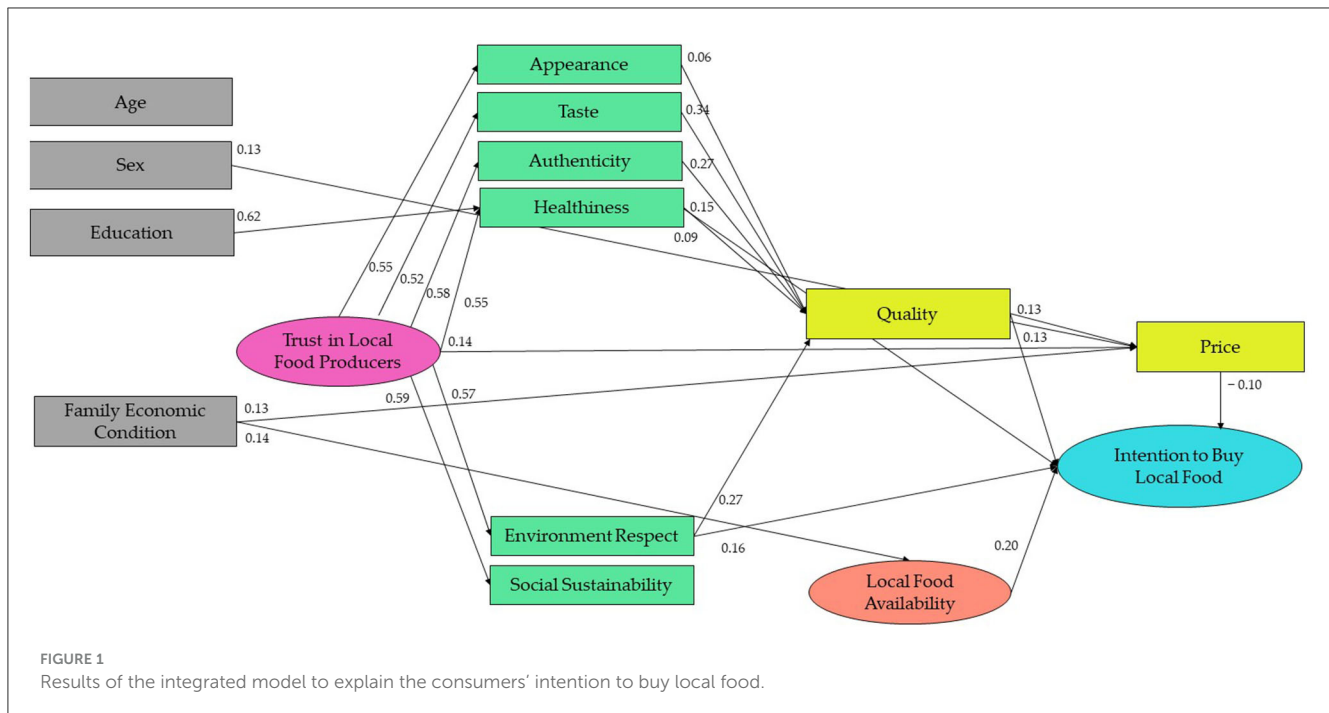 Appearance
0.06
Age
Taste
0.34
0.13
Sex
Authenticity
0.27
Healthiness
0.15
0.62
Education
0.09
0.55
0.52
0.58
0.55
Quality
0.13
0.13
Trust in Local
Food Producers
0.14
Price
0.59
0.57
− 0.10
Family Economic
Condition
0.13
0.14
Intention to Buy
Local Food
0.27
Environment Respect
0.16
0.20
Social Sustainability
Local Food
Availability
FIGURE 1
Results of the integrated model to explain the consumers' intention to buy local food.